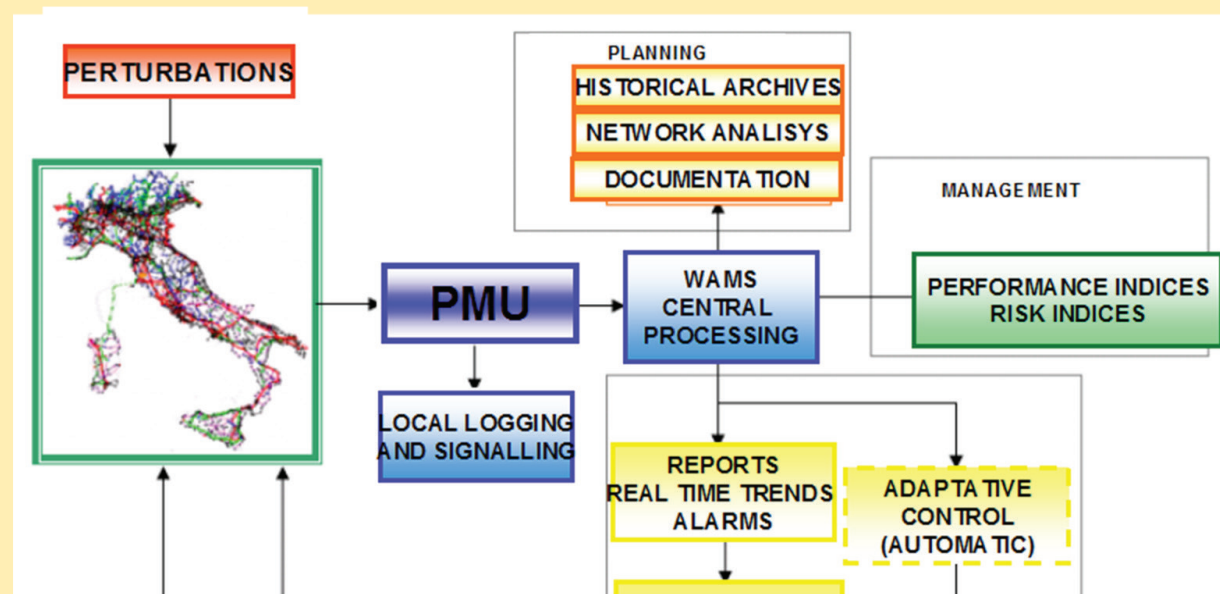 PERTURBATIONS
PLANNING
HISTORICAL ARCHIVES
NETWORK ANALISYS
DOCUMENTATION
MANAGEMENT
PMU
WAMS
CENTRAL
PROCESSING
PERFORMANCE INDICES
RISK INDICES
LOCAL LOGGING
AND SIGNALLING
REPORTS
REAL TIME TRENDS
ALARMS
ADAPTATIVE
CONTROL
(AUTOMATIC)